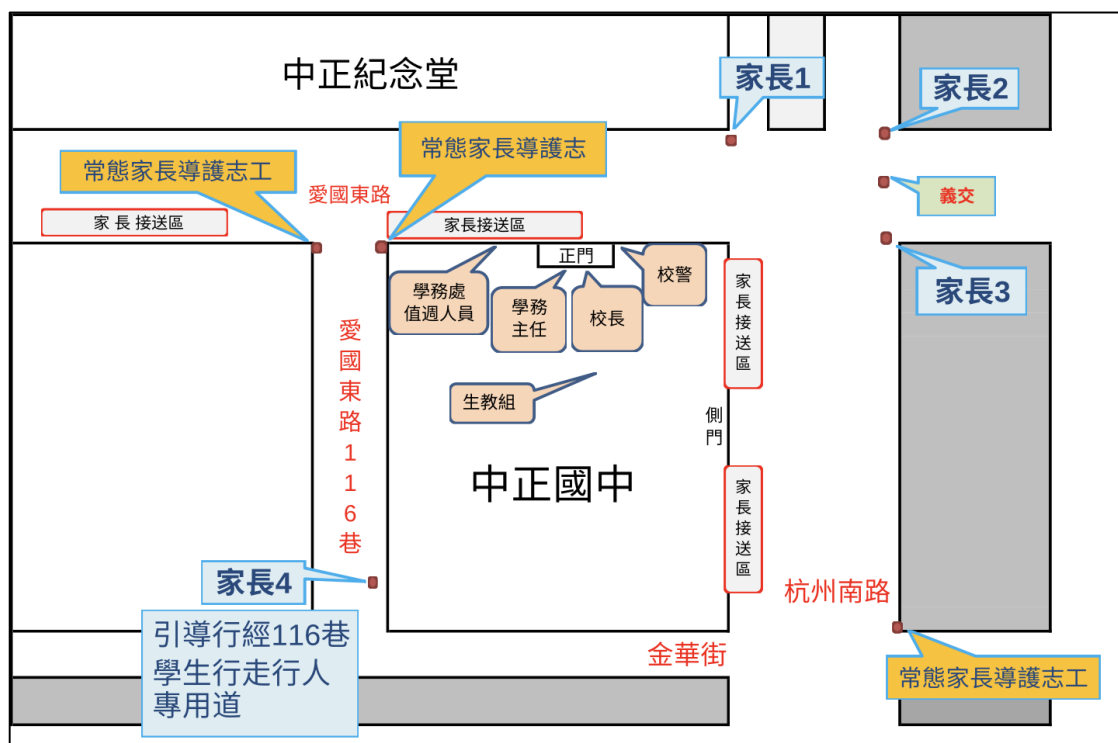 中正紀念堂
家長1
家長2
常態家長導護志
常態家長導護志工
愛國東路
義交
家 長 接送區
家長接送區
正門
校警
家長接送區
家長3
學務處
值週人員
學務
主任
校長
愛國東路116巷
生教組
側門
中正國中
家長接送區
家長4
杭州南路
引導行經116巷
學生行走行人
專用道
金華街
常態家長導護志工